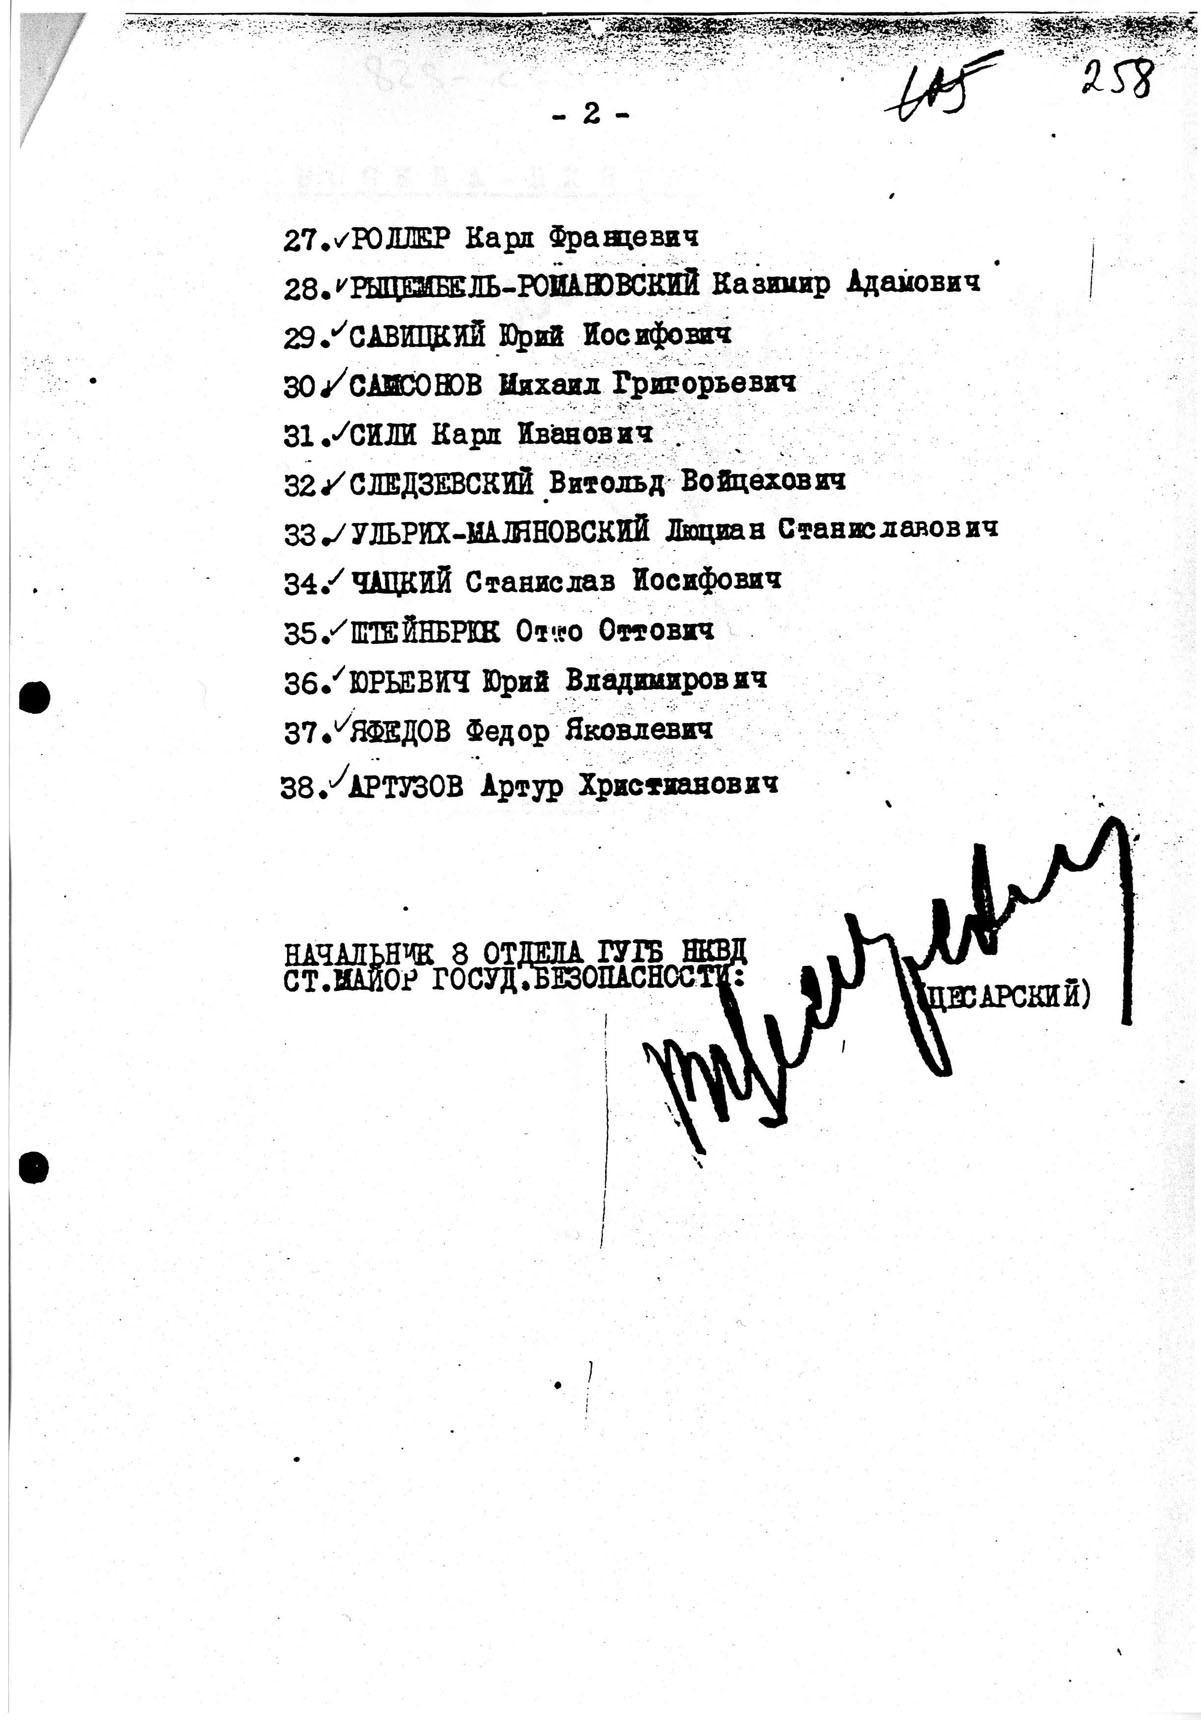 258
- 2 -
27.✓РОЛЛЕР Карл Францевич
28.✓РЫЦЕМБЕЛЬ-РОМАНОВСКИЙ Казимир Адамович
29.✓САВИЦКИЙ Юрий Иосифович
30.✓САМСОНОВ Михаил Григорьевич
31.✓СИЛИ Карл Иванович
32.✓СЛЕДЗЕВСКИЙ Витольд Войцехович
33.✓УЛЬРИХ-МАЛЯНОВСКИЙ Люциан Станиславович
34.✓ЧАЦКИЙ Станислав Иосифович
35.✓ШТЕЙНБРЮК Отто Оттович
36.✓ЮРЬЕВИЧ Юрий Владимирович
37.✓ЯФЕДОВ Федор Яковлевич
38.✓АРТУЗОВ Артур Христианович
НАЧАЛЬНИК 8 ОТДЕЛА ГУГБ НКВД
СТ.МАЙОР ГОСУД.БЕЗОПАСНОСТИ:
(ЦЕСАРСКИЙ)